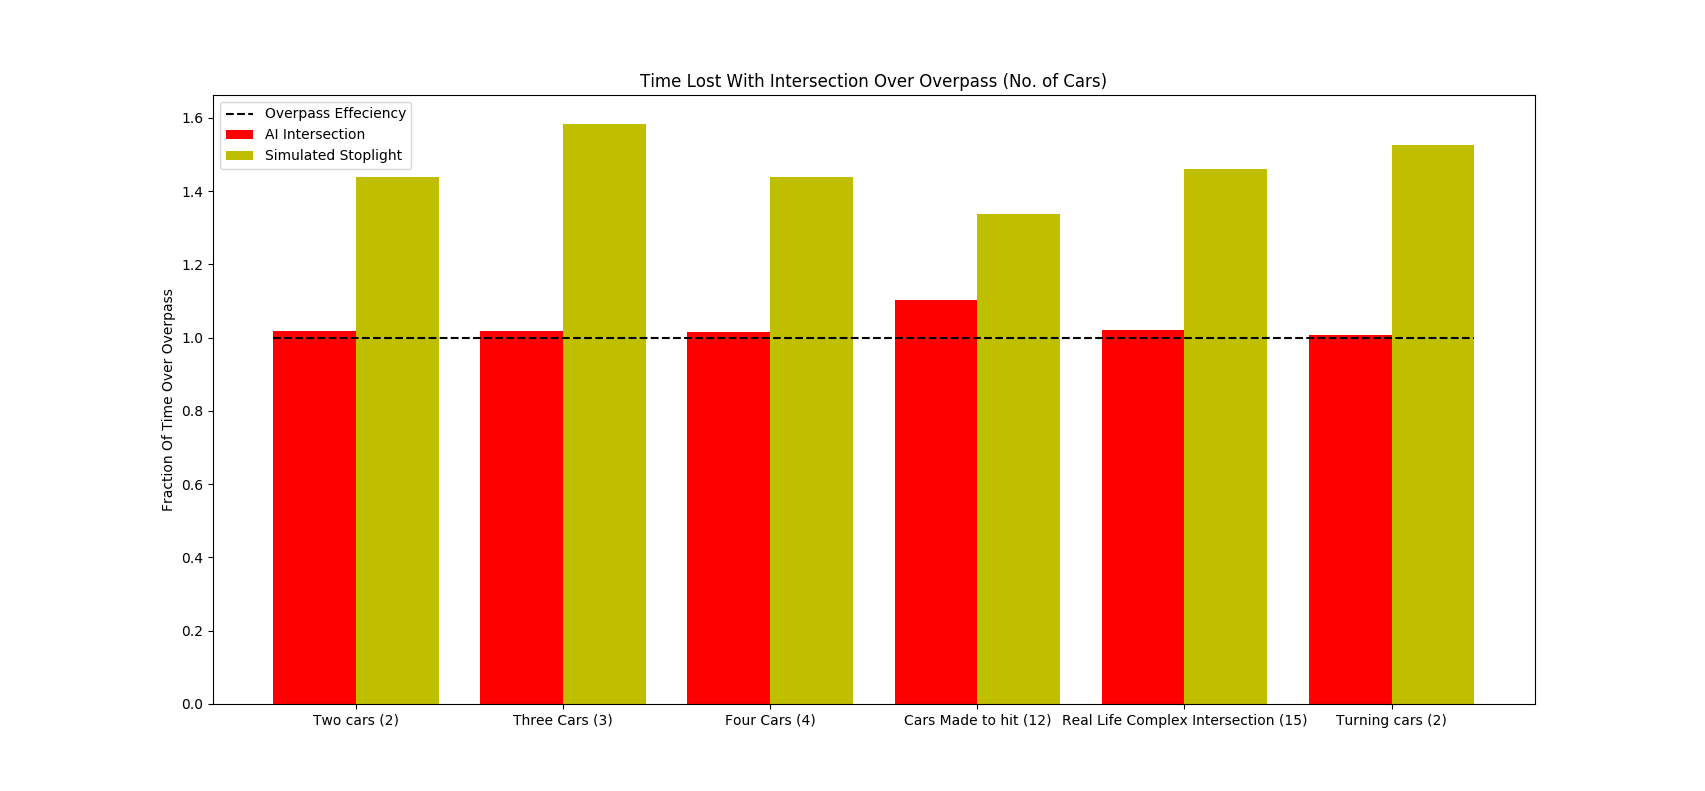 Time Lost With Intersection Over Overpass (No. of Cars)
Overpass Effeciency
AI Intersection
Simulated Stoplight
Fraction Of Time Over Overpass
1.6
1.4
1.2
1.0
0.8
0.6
0.4
0.2
0.0
Two cars (2)
Three Cars (3)
Four Cars (4)
Cars Made to hit (12)
Real Life Complex Intersection (15)
Turning cars (2)